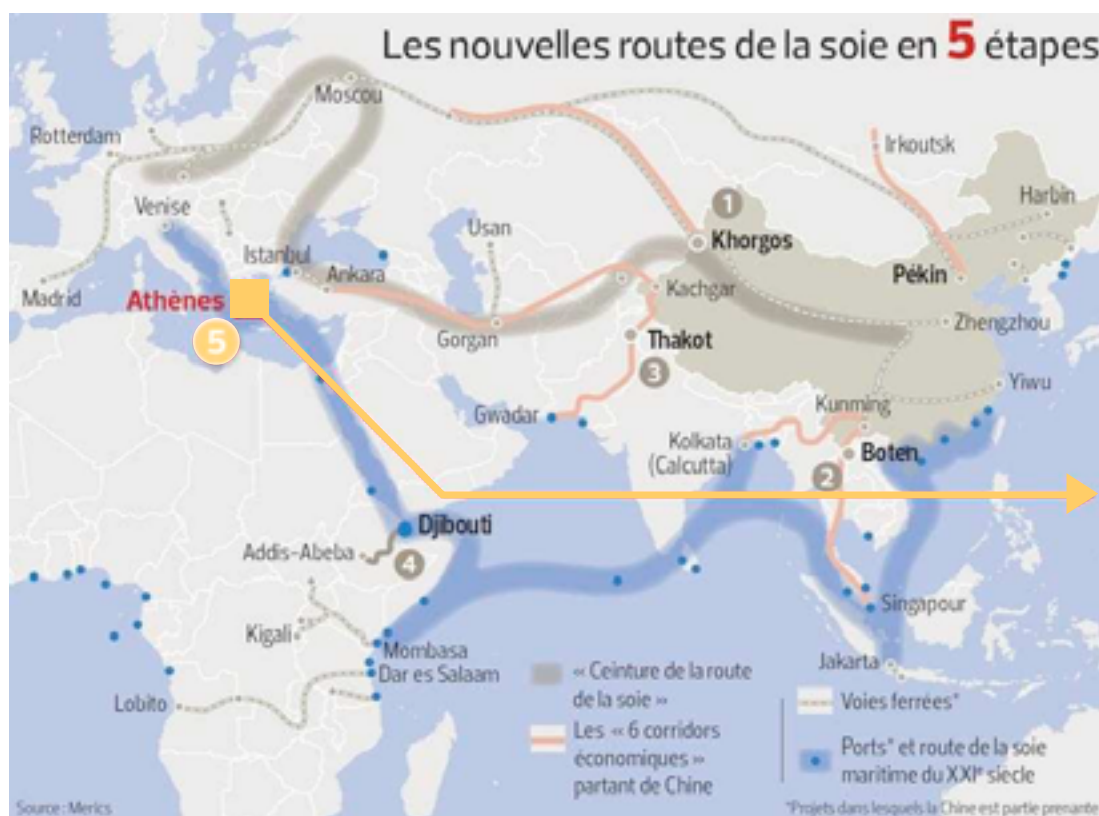 Les nouvelles routes de la soie en 5 étapes
Moscou
Rotterdam
Irkoutsk
1
Harbin
Venise
Usan
Khorgos
Istanbul
Ankara
Pékin
Madrid
Athènes
Kachgar
Zhengzhou
5
Gorgan
Thakot
3
Yiwu
Gwadar
Kunming
Kolkata
(Calcutta)
Boten
2
Djibouti
Addis-Abeba
4
Singapour
Kigali
Mombasa
Dar es Salaam
Jakarta
Lobito
« Ceinture de la route
de la soie »
Les « 6 corridors
économiques »
partant de Chine
Voies ferrées*
Ports* et route de la soie
maritime du XXIe siècle
Source : Merics
*Projets dans lesquels la Chine est partie prenante